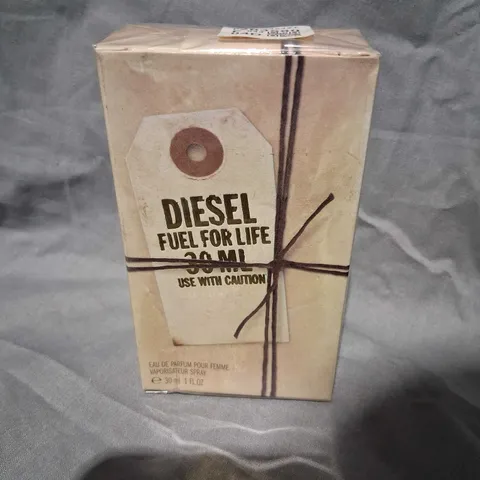 DIESEL
FUEL FOR LIFE
30 ML
USE WITH CAUTION
EAU DE PARFUM POUR FEMME
VAPORISATEUR SPRAY
℮ 30 ml 1 FL.OZ